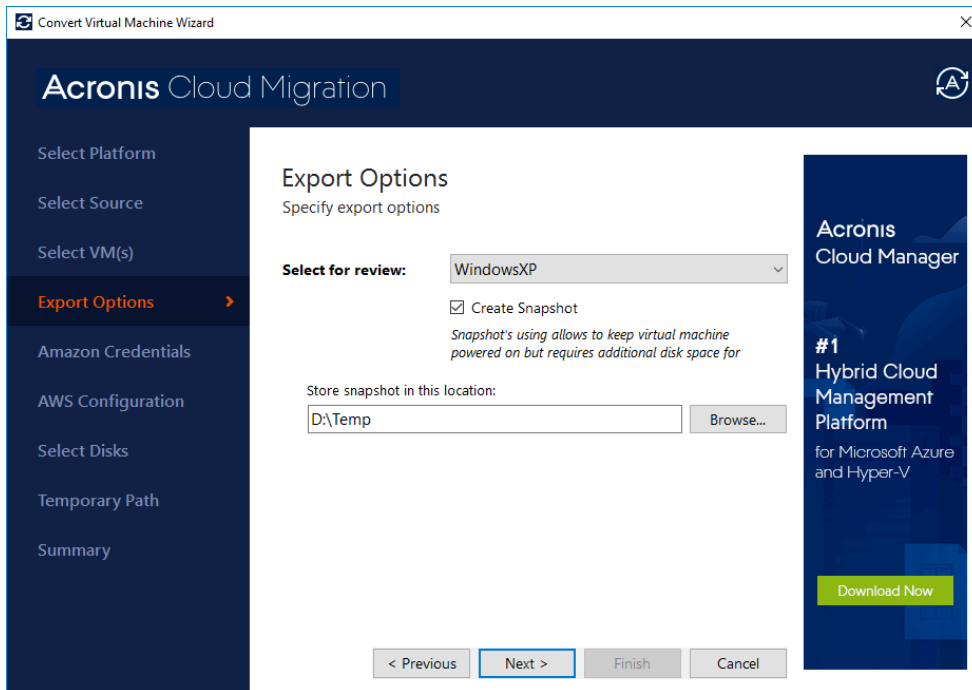 Convert Virtual Machine Wizard
Acronis Cloud Migration
A
Select Platform
Select Source
Select VM(s)
Export Options
Amazon Credentials
AWS Configuration
Select Disks
Temporary Path
Summary
Export Options
Specify export options
Select for review:
WindowsXP
Create Snapshot
Snapshot's using allows to keep virtual machine
powered on but requires additional disk space for
Store snapshot in this location:
D:\Temp
Browse...
< Previous
Next >
Finish
Cancel
Acronis
Cloud Manager
#1
Hybrid Cloud
Management
Platform
for Microsoft Azure
and Hyper-V
Download Now